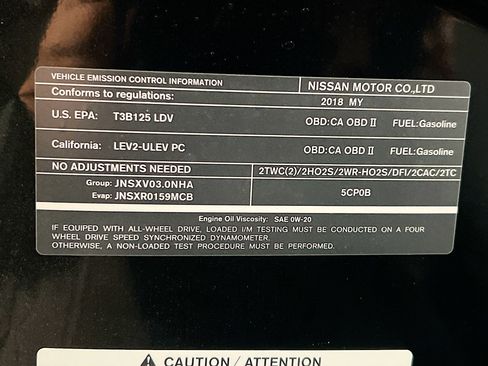 VEHICLE EMISSION CONTROL INFORMATION NISSAN MOTOR CO.,LTD
Conforms to regulations: 2018 MY
U.S. EPA: T3B125 LDV OBD:CA OBD II FUEL:Gasoline
California: LEV2-ULEV PC OBD:CA OBD II FUEL:Gasoline
NO ADJUSTMENTS NEEDED 2TWC(2)/2HO2S/2WR-HO2S/DFI/2CAC/2TC
Group: JNSXV03.0NHA 5CP0B
Evap: JNSXR0159MCB
Engine Oil Viscosity: SAE 0W-20
IF EQUIPPED WITH ALL-WHEEL DRIVE, LOADED I/M TESTING MUST BE CONDUCTED ON A FOUR
WHEEL DRIVE SPEED SYNCHRONIZED DYNAMOMETER.
OTHERWISE, A NON-LOADED TEST PROCEDURE MUST BE PERFORMED.
CAUTION / ATTENTION